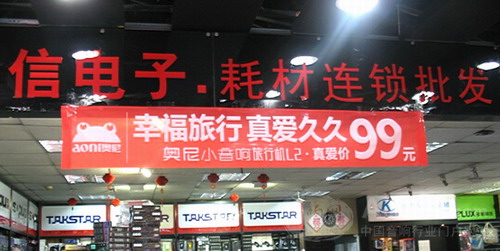 信电子.耗材连锁批发
幸福旅行 真爱久久99元
aoni奥尼
奥尼小音响旅行机L2·真爱价
TAKSTAR
TAKSTAR
TAKSTAR
TAKSTAR
PLUX